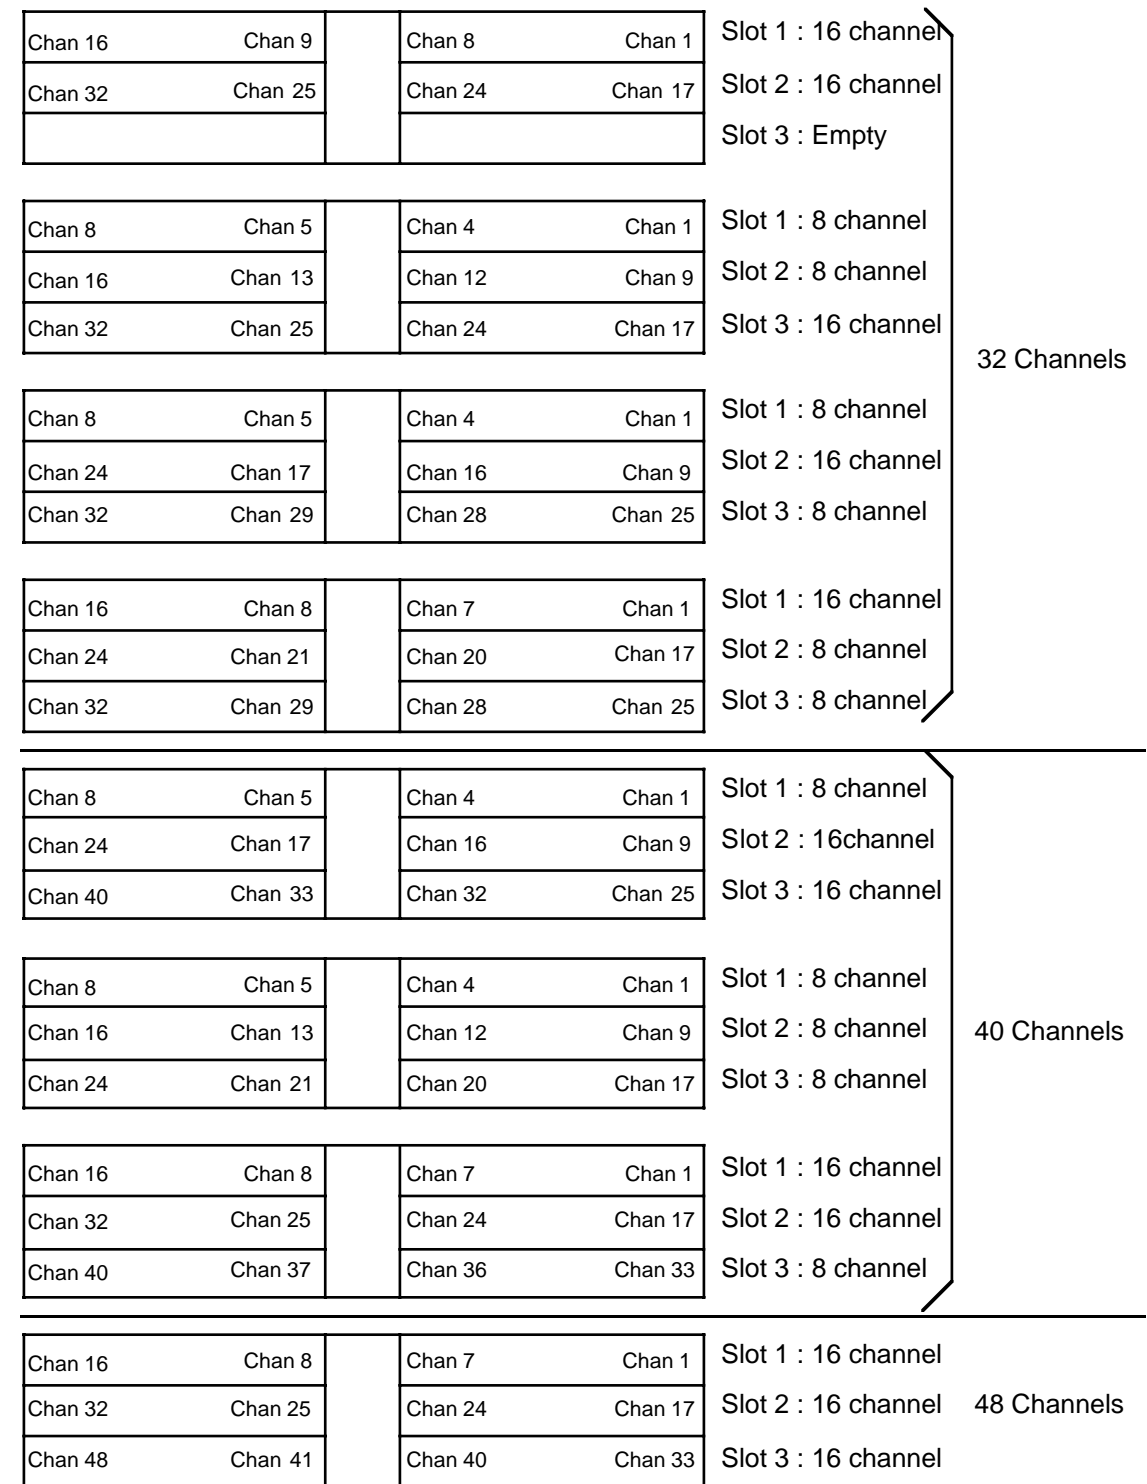 Chan 16 Chan 9 Chan 8 Chan 1 Slot 1 : 16 channel
Chan 32 Chan 25 Chan 24 Chan 17 Slot 2 : 16 channel
Slot 3 : Empty
Chan 8 Chan 5 Chan 4 Chan 1 Slot 1 : 8 channel
Chan 16 Chan 13 Chan 12 Chan 9 Slot 2 : 8 channel
Chan 32 Chan 25 Chan 24 Chan 17 Slot 3 : 16 channel
32 Channels
Chan 8 Chan 5 Chan 4 Chan 1 Slot 1 : 8 channel
Chan 24 Chan 17 Chan 16 Chan 9 Slot 2 : 16 channel
Chan 32 Chan 29 Chan 28 Chan 25 Slot 3 : 8 channel
Chan 16 Chan 8 Chan 7 Chan 1 Slot 1 : 16 channel
Chan 24 Chan 21 Chan 20 Chan 17 Slot 2 : 8 channel
Chan 32 Chan 29 Chan 28 Chan 25 Slot 3 : 8 channel
Chan 8 Chan 5 Chan 4 Chan 1 Slot 1 : 8 channel
Chan 24 Chan 17 Chan 16 Chan 9 Slot 2 : 16channel
Chan 40 Chan 33 Chan 32 Chan 25 Slot 3 : 16 channel
Chan 8 Chan 5 Chan 4 Chan 1 Slot 1 : 8 channel
Chan 16 Chan 13 Chan 12 Chan 9 Slot 2 : 8 channel 40 Channels
Chan 24 Chan 21 Chan 20 Chan 17 Slot 3 : 8 channel
Chan 16 Chan 8 Chan 7 Chan 1 Slot 1 : 16 channel
Chan 32 Chan 25 Chan 24 Chan 17 Slot 2 : 16 channel
Chan 40 Chan 37 Chan 36 Chan 33 Slot 3 : 8 channel
Chan 16 Chan 8 Chan 7 Chan 1 Slot 1 : 16 channel
Chan 32 Chan 25 Chan 24 Chan 17 Slot 2 : 16 channel 48 Channels
Chan 48 Chan 41 Chan 40 Chan 33 Slot 3 : 16 channel